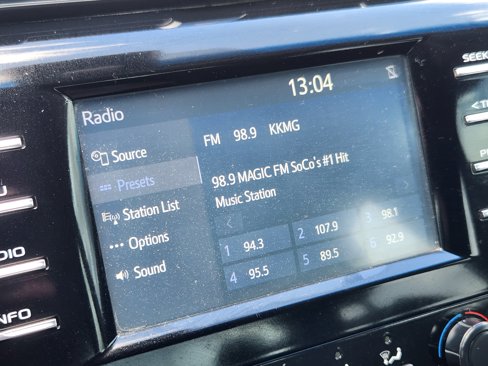 SEEK
13:04
Radio
FM 98.9 KKMG
Source
Presets
98.9 MAGIC FM SoCo's #1 Hit
Music Station
Station List
1 94.3 2 107.9 3 98.1
Options
4 95.5 5 89.5 6 92.9
Sound